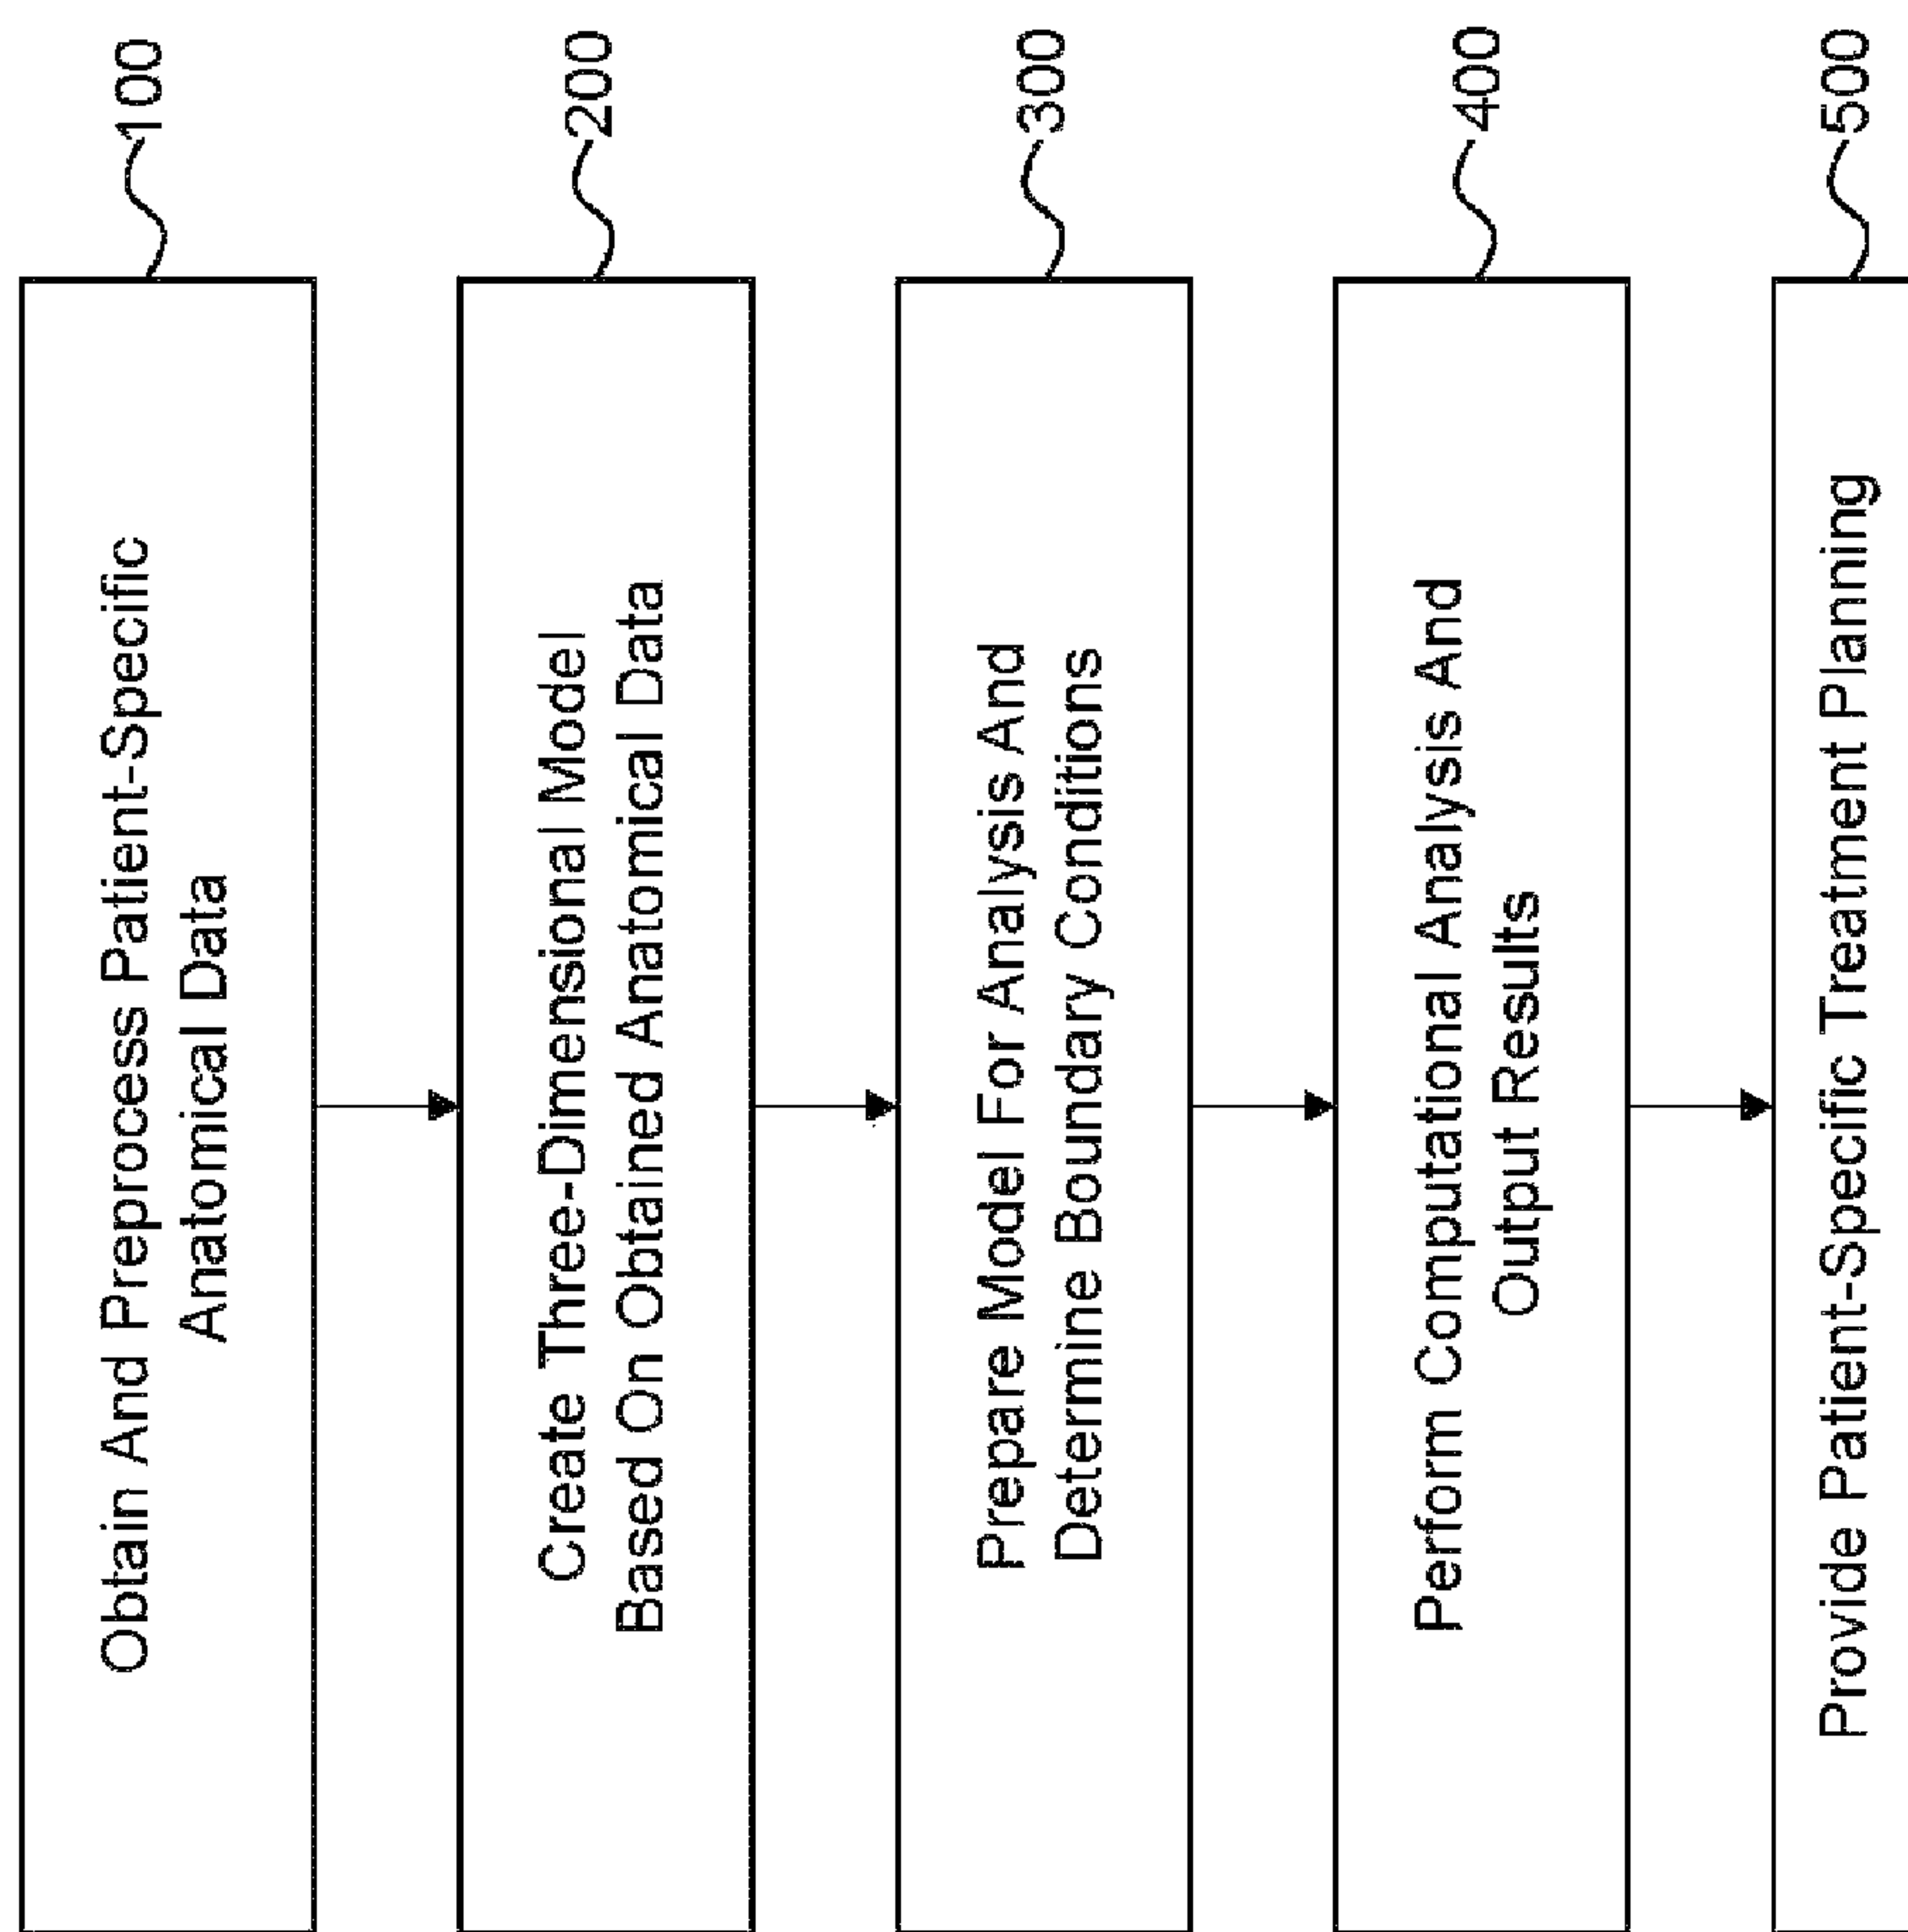 Obtain And Preprocess Patient-Specific
Anatomical Data
100
Create Three-Dimensional Model
Based On Obtained Anatomical Data
200
Prepare Model For Analysis And
Determine Boundary Conditions
300
Perform Computational Analysis And
Output Results
400
Provide Patient-Specific Treatment Planning
500